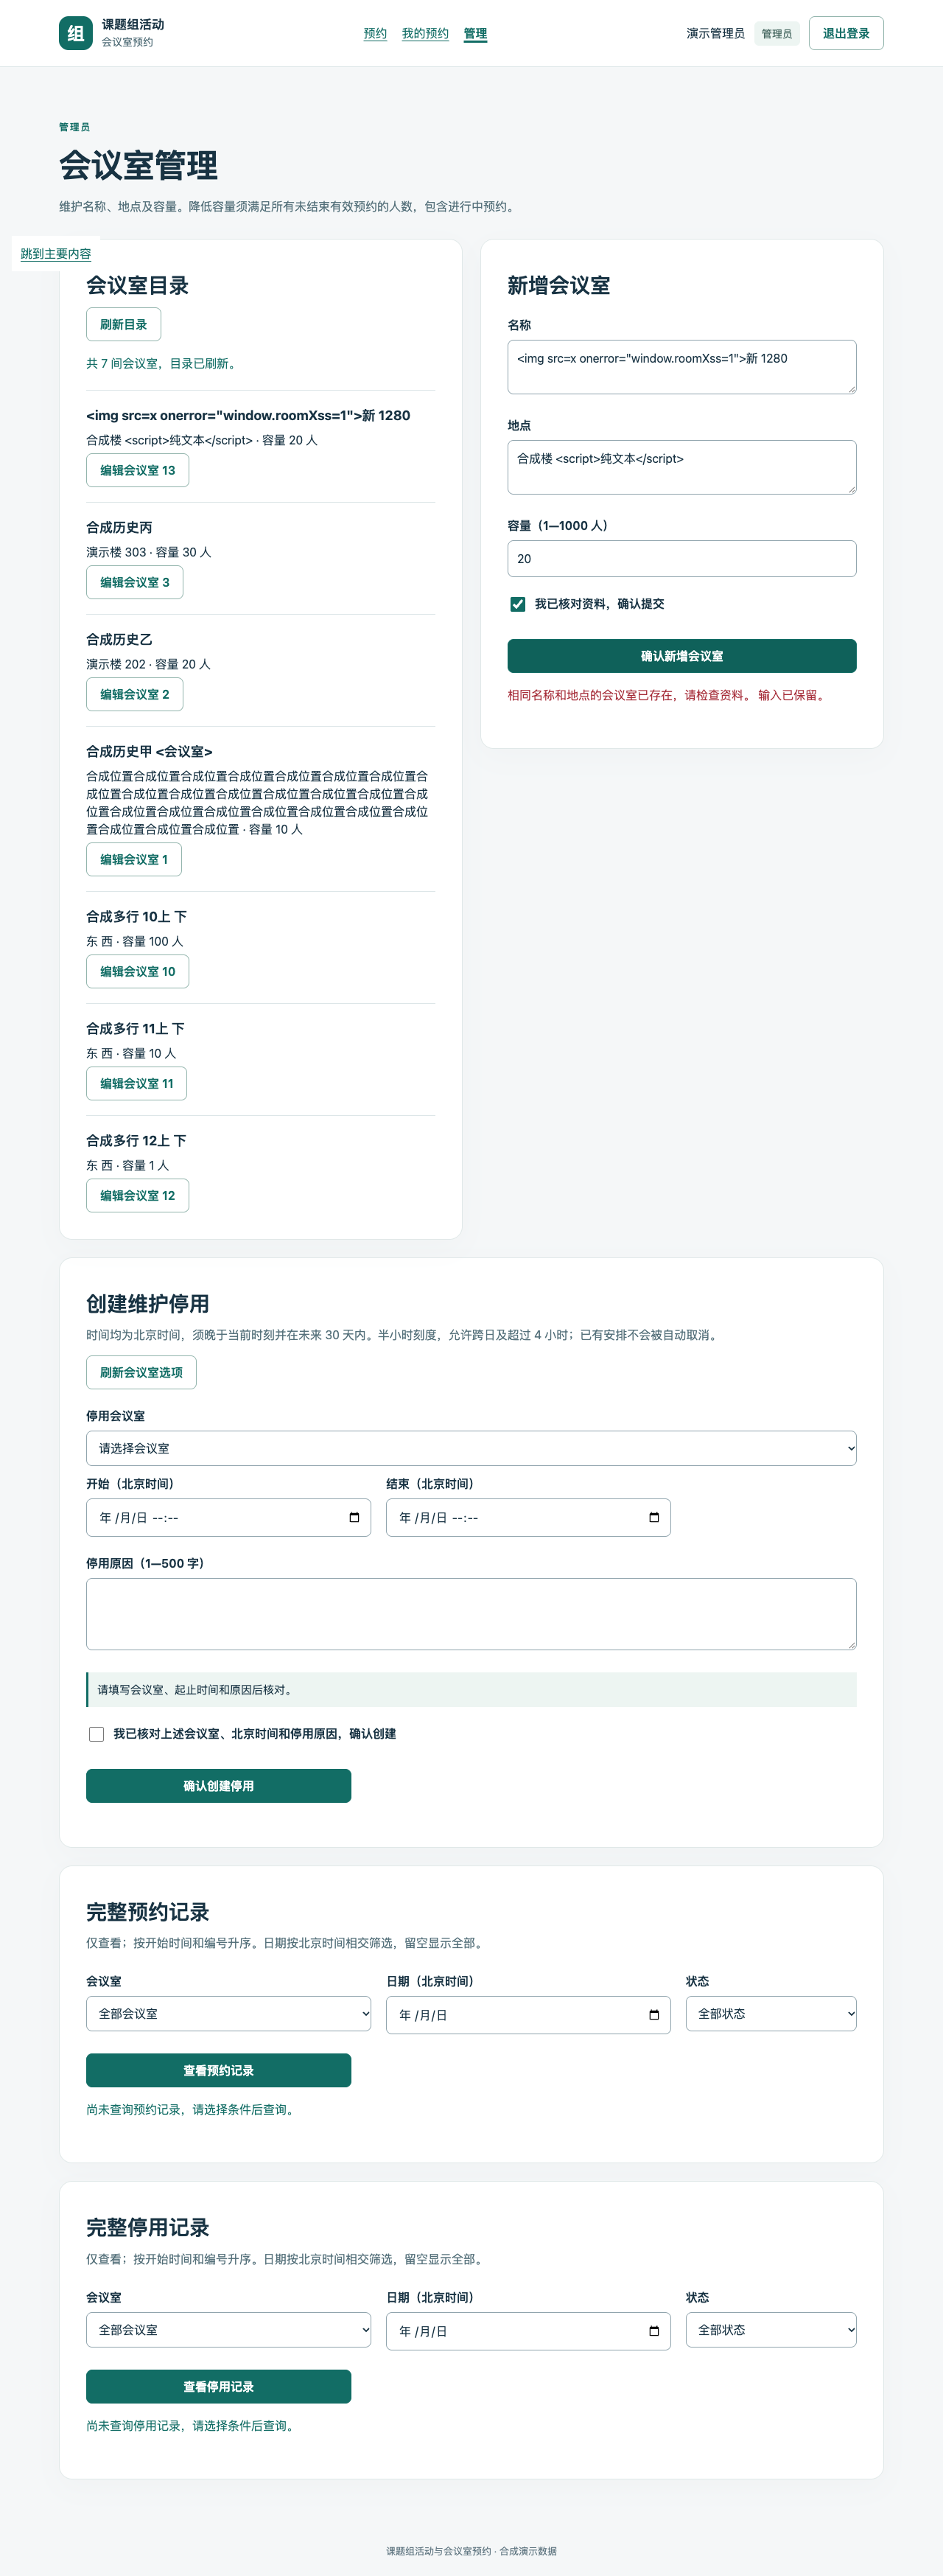 组
课题组活动
会议室预约
预约 我的预约 管理
演示管理员 管理员 退出登录
管理员
会议室管理
维护名称、地点及容量。降低容量须满足所有未结束有效预约的人数，包含进行中预约。
跳到主要内容
会议室目录
刷新目录
共 7 间会议室，目录已刷新。
<img src=x onerror="window.roomXss=1">新 1280
合成楼 <script>纯文本</script> · 容量 20 人
编辑会议室 13
合成历史丙
演示楼 303 · 容量 30 人
编辑会议室 3
合成历史乙
演示楼 202 · 容量 20 人
编辑会议室 2
合成历史甲 <会议室>
合成位置合成位置合成位置合成位置合成位置合成位置合成位置合
成位置合成位置合成位置合成位置合成位置合成位置合成位置合成
位置合成位置合成位置合成位置合成位置合成位置合成位置合成位
置合成位置合成位置合成位置 · 容量 10 人
编辑会议室 1
合成多行 10上 下
东 西 · 容量 100 人
编辑会议室 10
合成多行 11上 下
东 西 · 容量 10 人
编辑会议室 11
合成多行 12上 下
东 西 · 容量 1 人
编辑会议室 12
新增会议室
名称
<img src=x onerror="window.roomXss=1">新 1280
地点
合成楼 <script>纯文本</script>
容量（1—1000 人）
20
我已核对资料，确认提交
确认新增会议室
相同名称和地点的会议室已存在，请检查资料。 输入已保留。
创建维护停用
时间均为北京时间，须晚于当前时刻并在未来 30 天内。半小时刻度，允许跨日及超过 4 小时；已有安排不会被自动取消。
刷新会议室选项
停用会议室
请选择会议室
开始（北京时间） 结束（北京时间）
年 /月/日 --:-- 年 /月/日 --:--
停用原因（1—500 字）
请填写会议室、起止时间和原因后核对。
我已核对上述会议室、北京时间和停用原因，确认创建
确认创建停用
完整预约记录
仅查看；按开始时间和编号升序。日期按北京时间相交筛选，留空显示全部。
会议室 日期（北京时间） 状态
全部会议室 年 /月/日 全部状态
查看预约记录
尚未查询预约记录，请选择条件后查询。
完整停用记录
仅查看；按开始时间和编号升序。日期按北京时间相交筛选，留空显示全部。
会议室 日期（北京时间） 状态
全部会议室 年 /月/日 全部状态
查看停用记录
尚未查询停用记录，请选择条件后查询。
课题组活动与会议室预约 · 合成演示数据